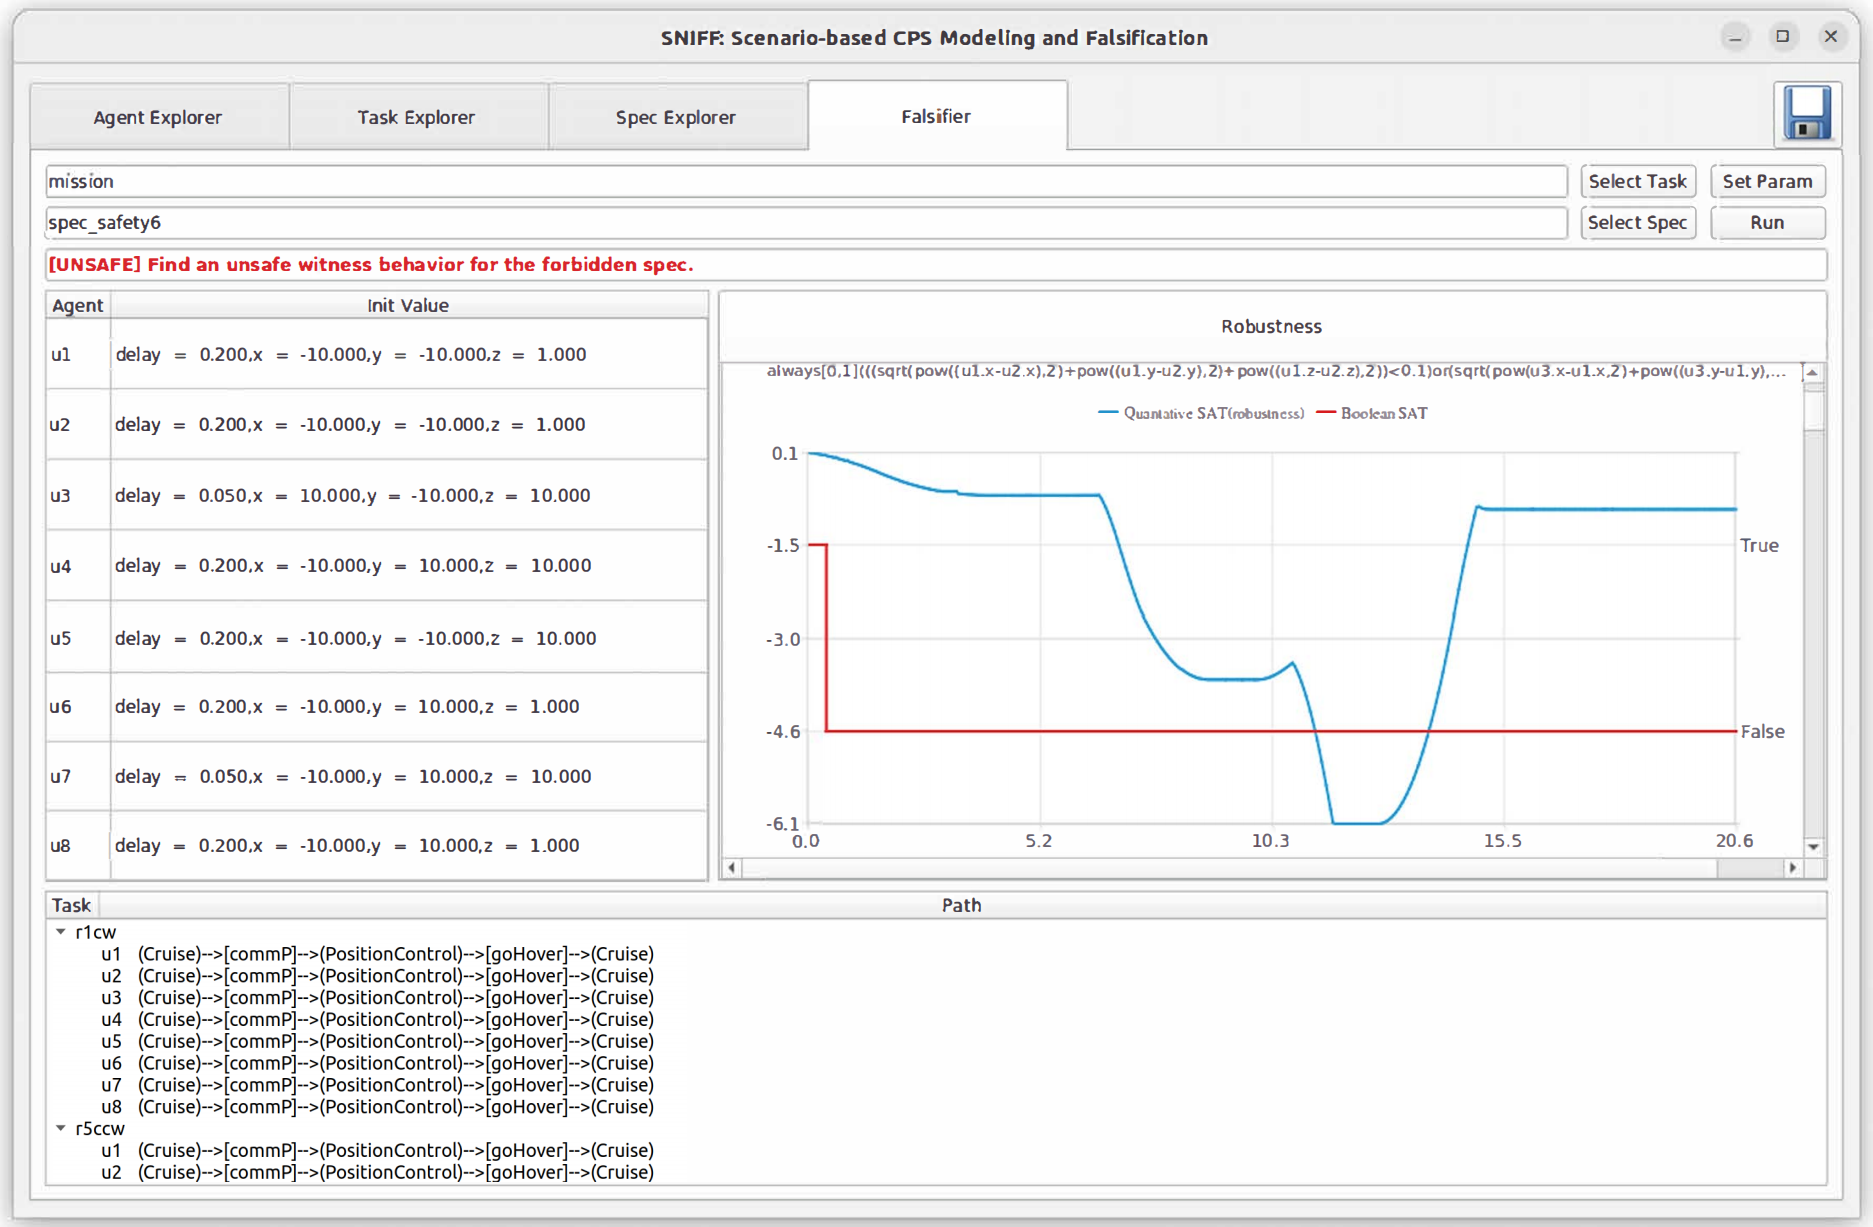 SNIFF: Scenario-based CPS Modeling and Falsification
Agent Explorer Task Explorer Spec Explorer Falsifier
mission Select Task Set Param
spec_safety6 Select Spec Run
[UNSAFE] Find an unsafe witness behavior for the forbidden spec.
Agent Init Value
u1 delay = 0.200,x = -10.000,y = -10.000,z = 1.000
u2 delay = 0.200,x = -10.000,y = -10.000,z = 1.000
u3 delay = 0.050,x = 10.000,y = -10.000,z = 10.000
u4 delay = 0.200,x = -10.000,y = 10.000,z = 10.000
u5 delay = 0.200,x = -10.000,y = -10.000,z = 10.000
u6 delay = 0.200,x = -10.000,y = 10.000,z = 1.000
u7 delay = 0.050,x = -10.000,y = 10.000,z = 10.000
u8 delay = 0.200,x = -10.000,y = 10.000,z = 1.000
Robustness
always[0,1](((sqrt(pow((u1.x-u2.x),2)+pow((u1.y-u2.y),2)+pow((u1.z-u2.z),2))<0.1)or(sqrt(pow(u3.x-u1.x,2)+pow((u3.y-u1.y),...
Quantative SAT(robustness) Boolean SAT
0.1
-1.5 True
-3.0
-4.6 False
-6.1
0.0 5.2 10.3 15.5 20.6
Task Path
r1cw
u1 (Cruise)-->[commP]-->(PositionControl)-->[goHover]-->(Cruise)
u2 (Cruise)-->[commP]-->(PositionControl)-->[goHover]-->(Cruise)
u3 (Cruise)-->[commP]-->(PositionControl)-->[goHover]-->(Cruise)
u4 (Cruise)-->[commP]-->(PositionControl)-->[goHover]-->(Cruise)
u5 (Cruise)-->[commP]-->(PositionControl)-->[goHover]-->(Cruise)
u6 (Cruise)-->[commP]-->(PositionControl)-->[goHover]-->(Cruise)
u7 (Cruise)-->[commP]-->(PositionControl)-->[goHover]-->(Cruise)
u8 (Cruise)-->[commP]-->(PositionControl)-->[goHover]-->(Cruise)
r5ccw
u1 (Cruise)-->[commP]-->(PositionControl)-->[goHover]-->(Cruise)
u2 (Cruise)-->[commP]-->(PositionControl)-->[goHover]-->(Cruise)